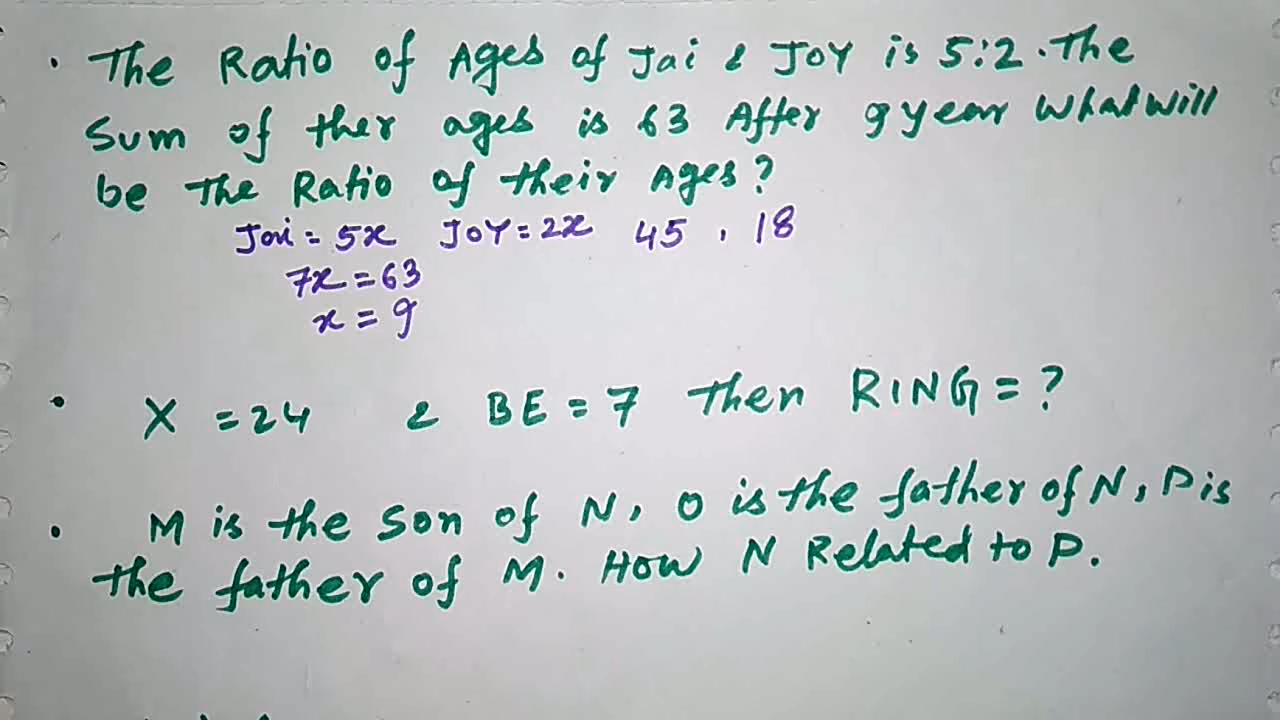 • The Ratio of Ages of Jai & JOY is 5:2. The
Sum of ther ages is 63 After 9 year What will
be The Ratio of their Ages?
Jai = 5x JOY = 2x 45 , 18
7x = 63
x = 9
• X = 24 & BE = 7 then RING = ?
• M is the Son of N, O is the father of N, P is
the father of M. How N Related to P.